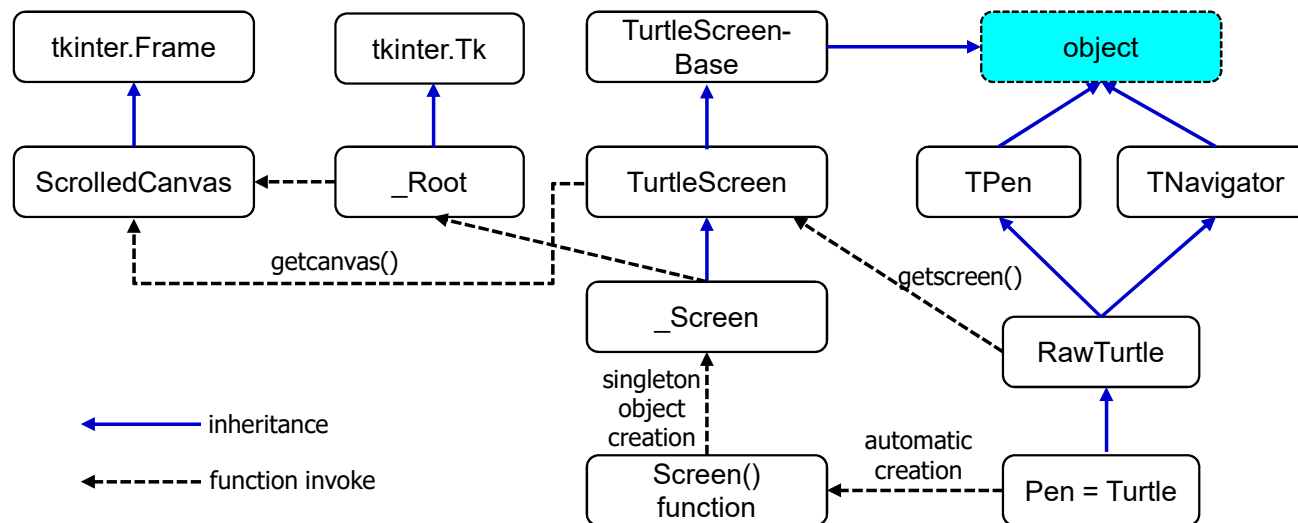 tkinter.Frame
tkinter.Tk
TurtleScreen-
Base
object
ScrolledCanvas
_Root
TurtleScreen
TPen
TNavigator
getcanvas()
getscreen()
_Screen
RawTurtle
singleton
object
creation
inheritance
automatic
creation
function invoke
Screen()
function
Pen = Turtle